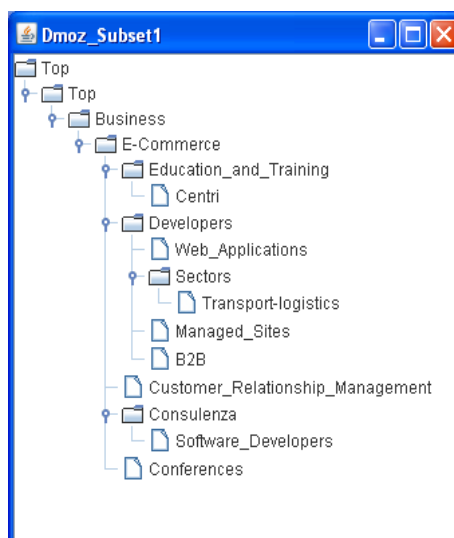 Dmoz_Subset1
Top
Top
Business
E-Commerce
Education_and_Training
Centri
Developers
Web_Applications
Sectors
Transport-logistics
Managed_Sites
B2B
Customer_Relationship_Management
Consulenza
Software_Developers
Conferences